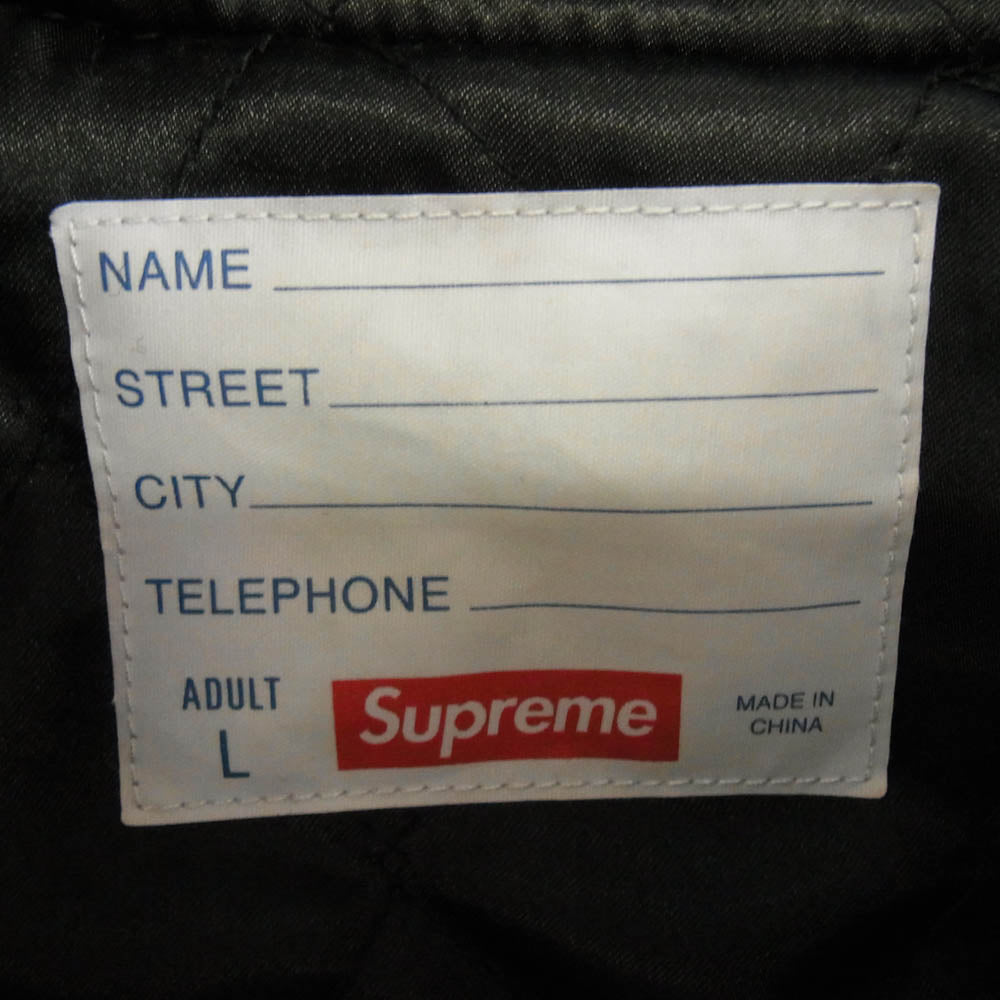 NAME
STREET
CITY
TELEPHONE
ADULT
L
Supreme
MADE IN
CHINA